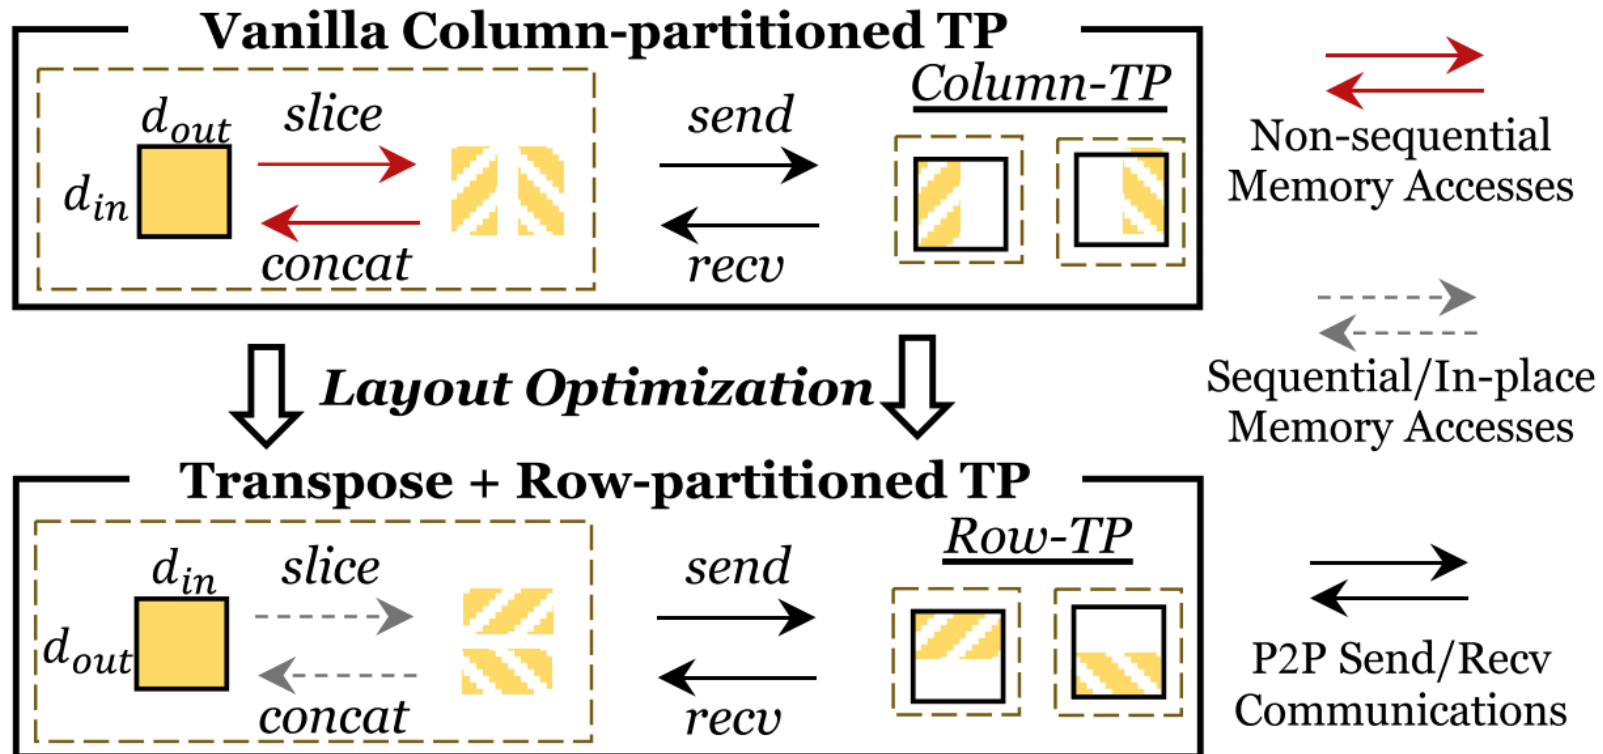 Vanilla Column-partitioned TP
d_out
slice
d_in
concat
send
recv
Column-TP
Non-sequential
Memory Accesses
Sequential/In-place
Memory Accesses
Layout Optimization
Transpose + Row-partitioned TP
d_in
slice
d_out
concat
send
recv
Row-TP
P2P Send/Recv
Communications